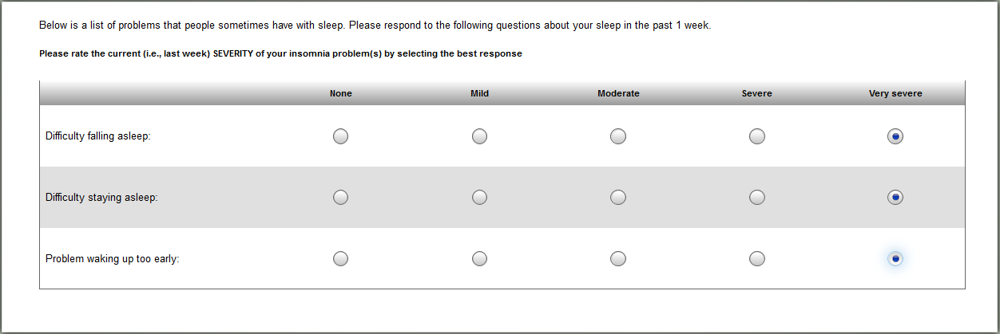 Below is a list of problems that people sometimes have with sleep. Please respond to the following questions about your sleep in the past 1 week.
Please rate the current (i.e., last week) SEVERITY of your insomnia problem(s) by selecting the best response
None Mild Moderate Severe Very severe
Difficulty falling asleep:
Difficulty staying asleep:
Problem waking up too early: